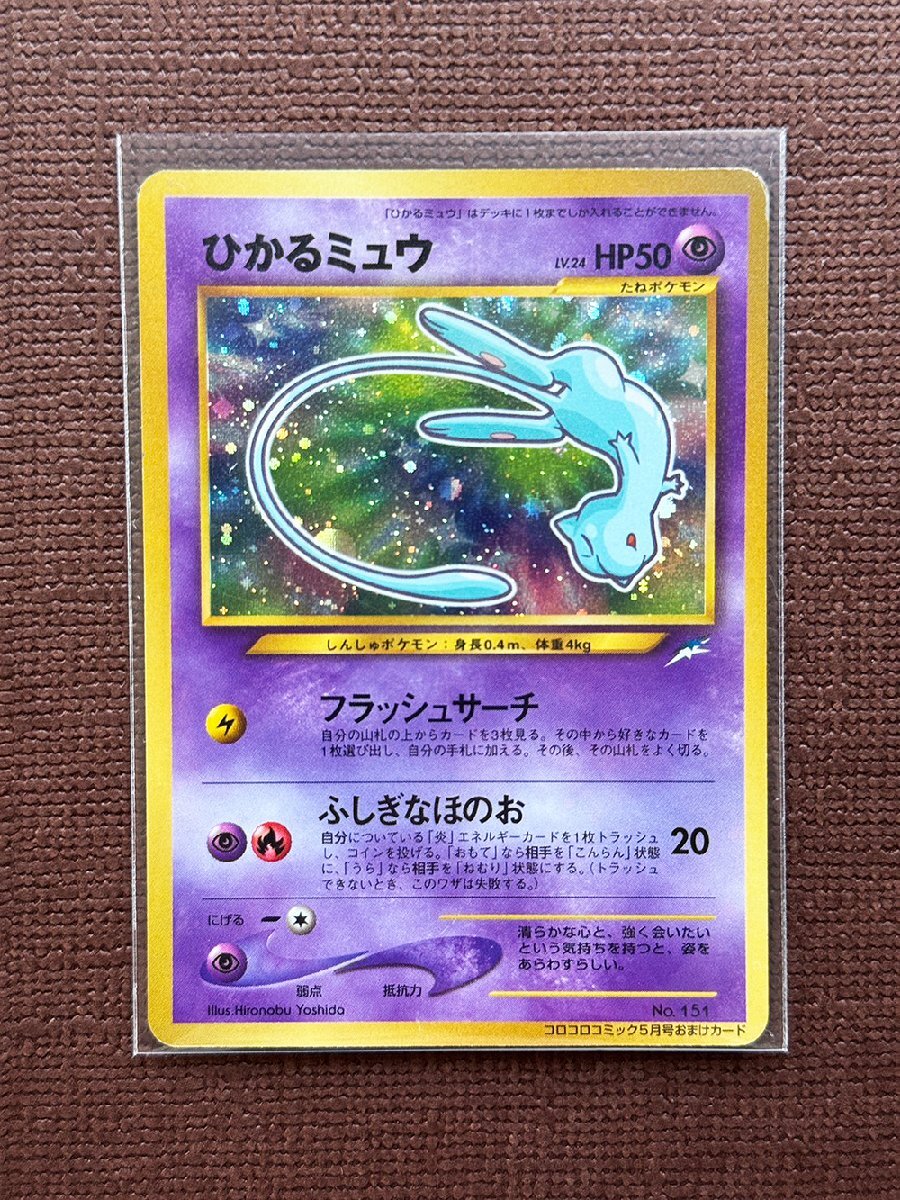 「ひかるミュウ」はデッキに1枚までしか入れることができません。
ひかるミュウ
LV.24 HP50
たねポケモン
しんしゅポケモン:身長0.4m、体重4kg
フラッシュサーチ
自分の山札の上からカードを3枚見る。その中から好きなカードを
1枚選び出し、自分の手札に加える。その後、その山札をよく切る。
ふしぎなほのお
自分についている「炎」エネルギーカードを1枚トラッシュ
し、コインを投げる。「おもて」なら相手を「こんらん」状態
に、「うら」なら相手を「ねむり」状態にする。(トラッシュ
できないとき、このワザは失敗する。)
20
にげる
弱点
抵抗力
清らかな心と、強く会いたい
という気持ちを持つと、姿を
あらわすらしい。
Illus.Hironobu Yoshida
No. 151
コロコロコミック5月号おまけカード